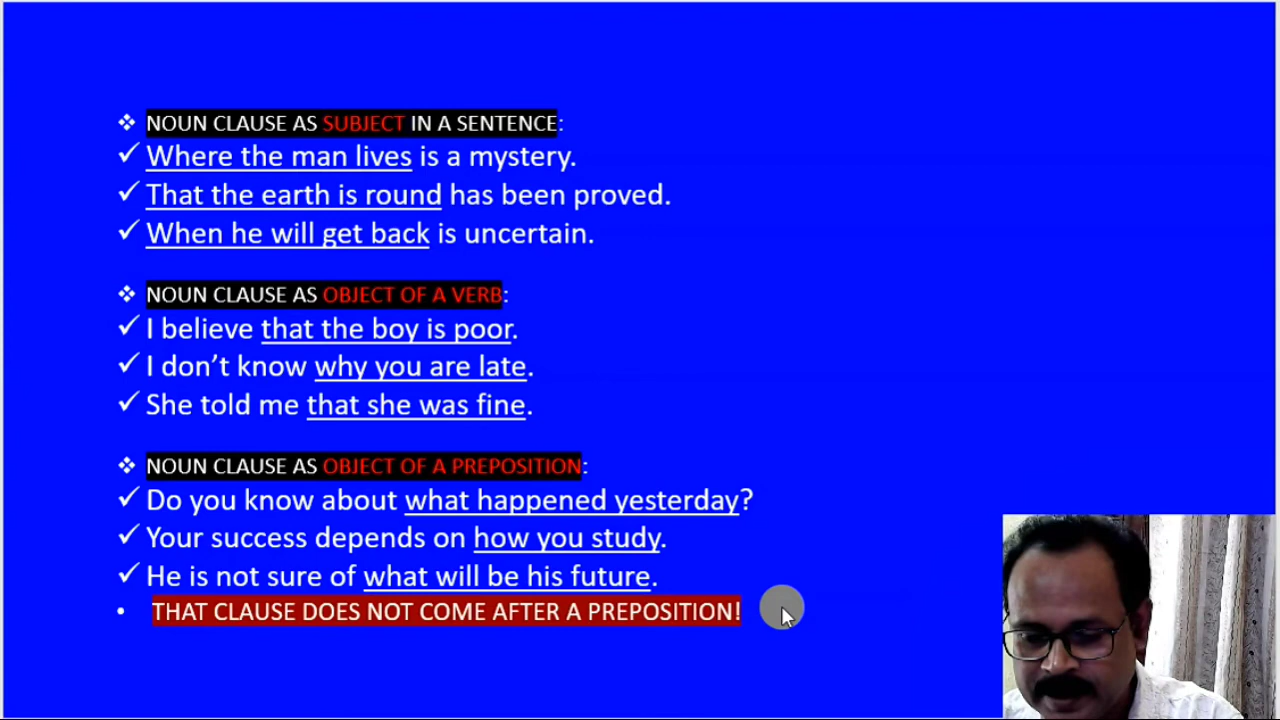 NOUN CLAUSE AS SUBJECT IN A SENTENCE:
Where the man lives is a mystery.
That the earth is round has been proved.
When he will get back is uncertain.
NOUN CLAUSE AS OBJECT OF A VERB:
I believe that the boy is poor.
I don’t know why you are late.
She told me that she was fine.
NOUN CLAUSE AS OBJECT OF A PREPOSITION:
Do you know about what happened yesterday?
Your success depends on how you study.
He is not sure of what will be his future.
THAT CLAUSE DOES NOT COME AFTER A PREPOSITION!